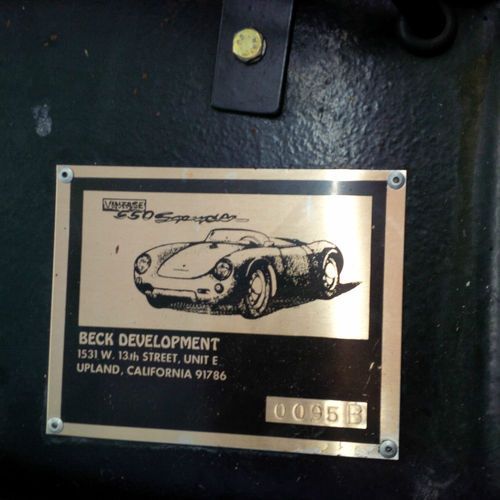 VINTAGE
550 Spyder
BECK DEVELOPMENT
1531 W. 13th STREET, UNIT E
UPLAND, CALIFORNIA 91786
0095B